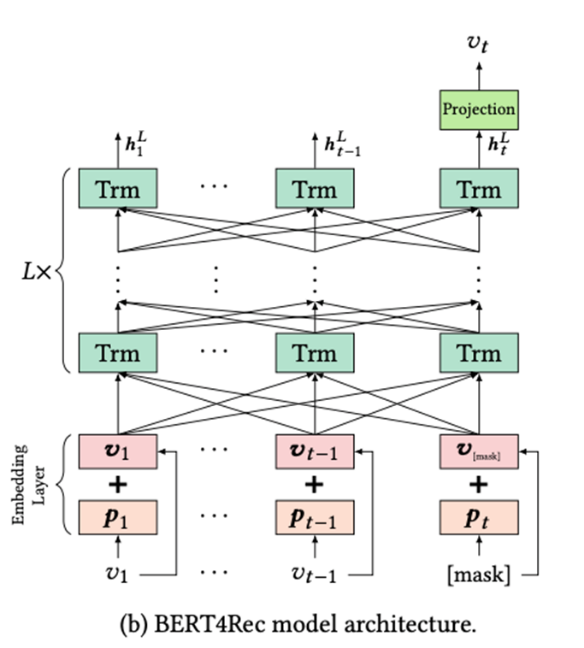 v_t
Projection
h_1^L h_{t-1}^L h_t^L
Trm ... Trm Trm
L×
Trm ... Trm Trm
Embedding
Layer
v_1 ... v_{t-1} v_[mask]
+ + +
p_1 ... p_{t-1} p_t
v_1 ... v_{t-1} [mask]
(b) BERT4Rec model architecture.